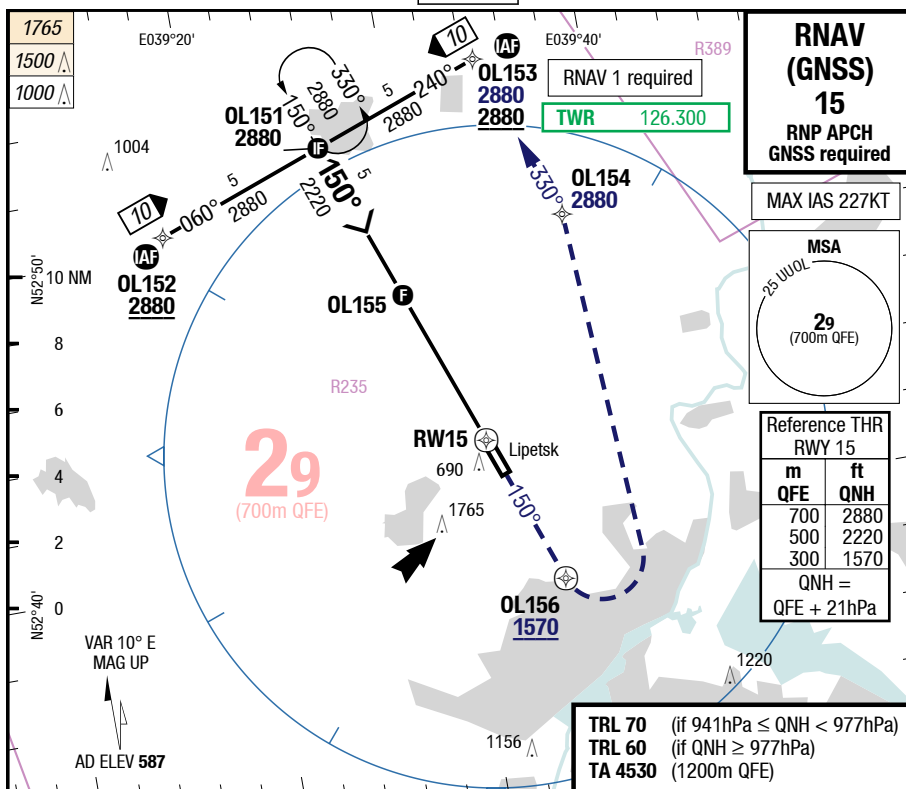 1765
1500
1000
E039°20'
10
IAF
E039°40'
R389
OL153
2880
2880
RNAV 1 required
TWR 126.300
RNAV
(GNSS)
15
RNP APCH
GNSS required
MAX IAS 227KT
MSA
25 UUOL
29
(700m QFE)
Reference THR
RWY 15
m ft
QFE QNH
700 2880
500 2220
300 1570
QNH =
QFE + 21hPa
OL151
2880
IF
150°
2880
330°
5
2880
240°
1004
5
060°
2880
10
IAF
OL152
2880
150°
5
2220
330°
OL154
2880
N52°50'
10 NM
8
6
4
2
0
N52°40'
F
OL155
R235
29
(700m QFE)
RW15
Lipetsk
690
1765
150°
OL156
1570
VAR 10° E
MAG UP
AD ELEV 587
1220
1156
TRL 70 (if 941hPa ≤ QNH < 977hPa)
TRL 60 (if QNH ≥ 977hPa)
TA 4530 (1200m QFE)